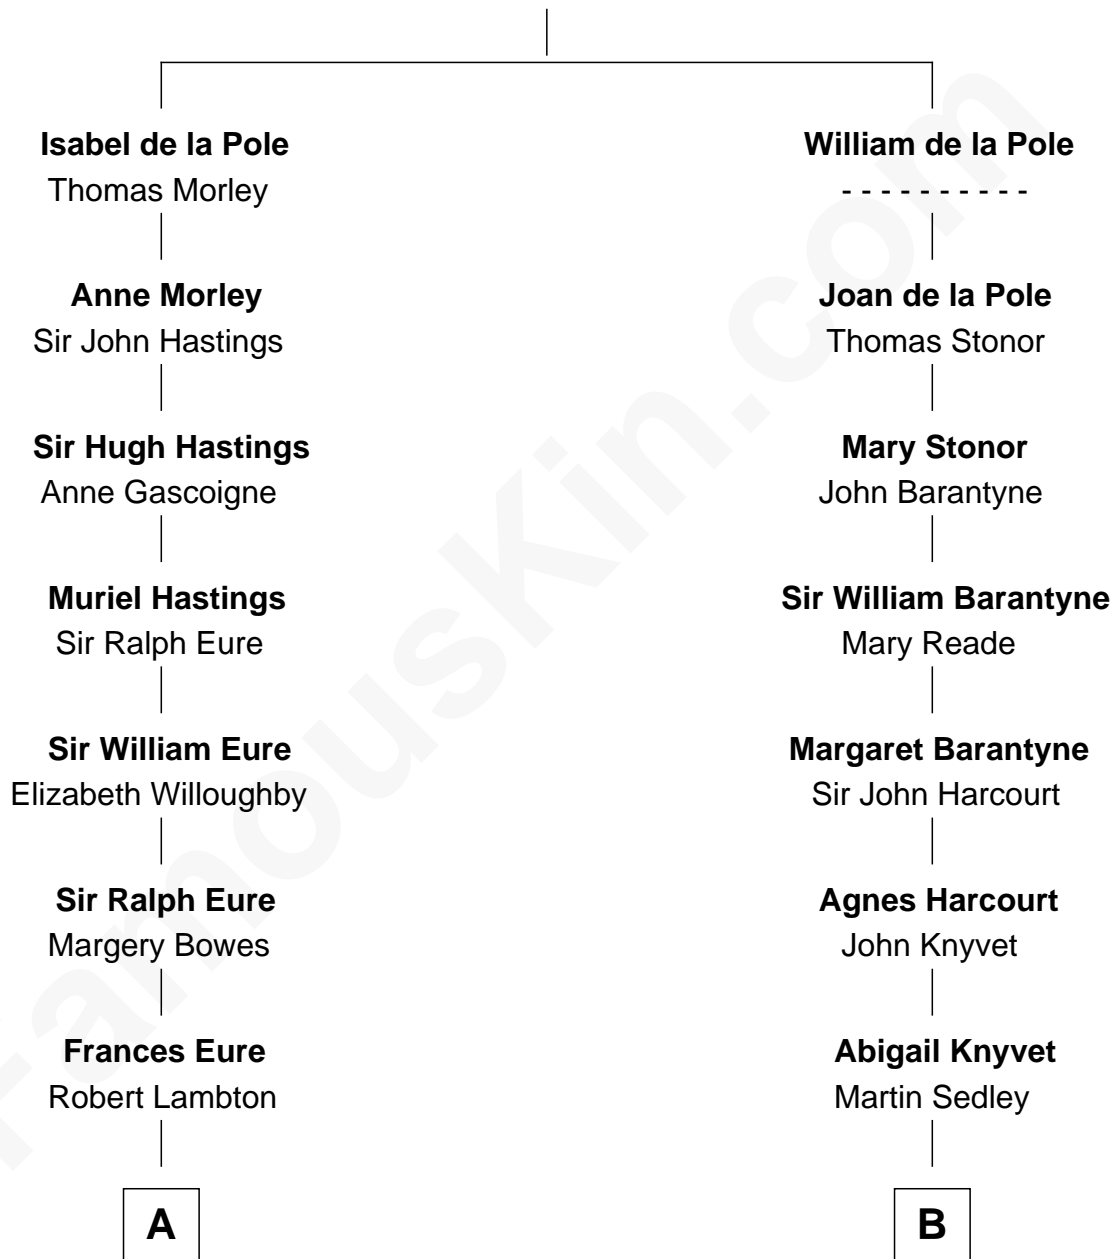 Isabel de la Pole
Thomas Morley
Anne Morley
Sir John Hastings
Sir Hugh Hastings
Anne Gascoigne
Muriel Hastings
Sir Ralph Eure
Sir William Eure
Elizabeth Willoughby
Sir Ralph Eure
Margery Bowes
Frances Eure
Robert Lambton
A
William de la Pole
- - - - - - - - - -
Joan de la Pole
Thomas Stonor
Mary Stonor
John Barantyne
Sir William Barantyne
Mary Reade
Margaret Barantyne
Sir John Harcourt
Agnes Harcourt
John Knyvet
Abigail Knyvet
Martin Sedley
B
FamousKin.com